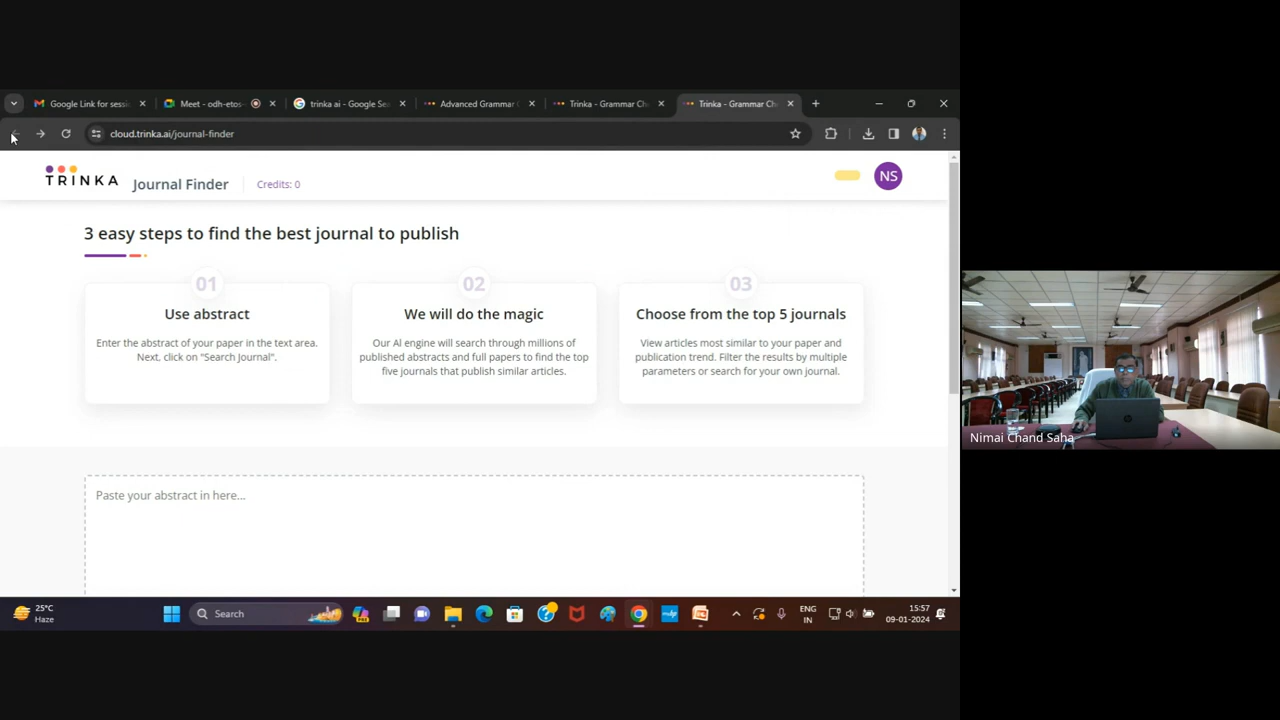 Google Link for sessi
Meet - odh-etos-
trinka ai - Google Sea
Advanced Grammar C
Trinka - Grammar Che
Trinka - Grammar Che
cloud.trinka.ai/journal-finder
TRINKA
Journal Finder
Credits: 0
NS
3 easy steps to find the best journal to publish
01
Use abstract
Enter the abstract of your paper in the text area.
Next, click on "Search Journal".
02
We will do the magic
Our AI engine will search through millions of
published abstracts and full papers to find the top
five journals that publish similar articles.
03
Choose from the top 5 journals
View articles most similar to your paper and
publication trend. Filter the results by multiple
parameters or search for your own journal.
Paste your abstract in here...
Nimai Chand Saha
25°C
Haze
Search
ENG
IN
15:57
09-01-2024